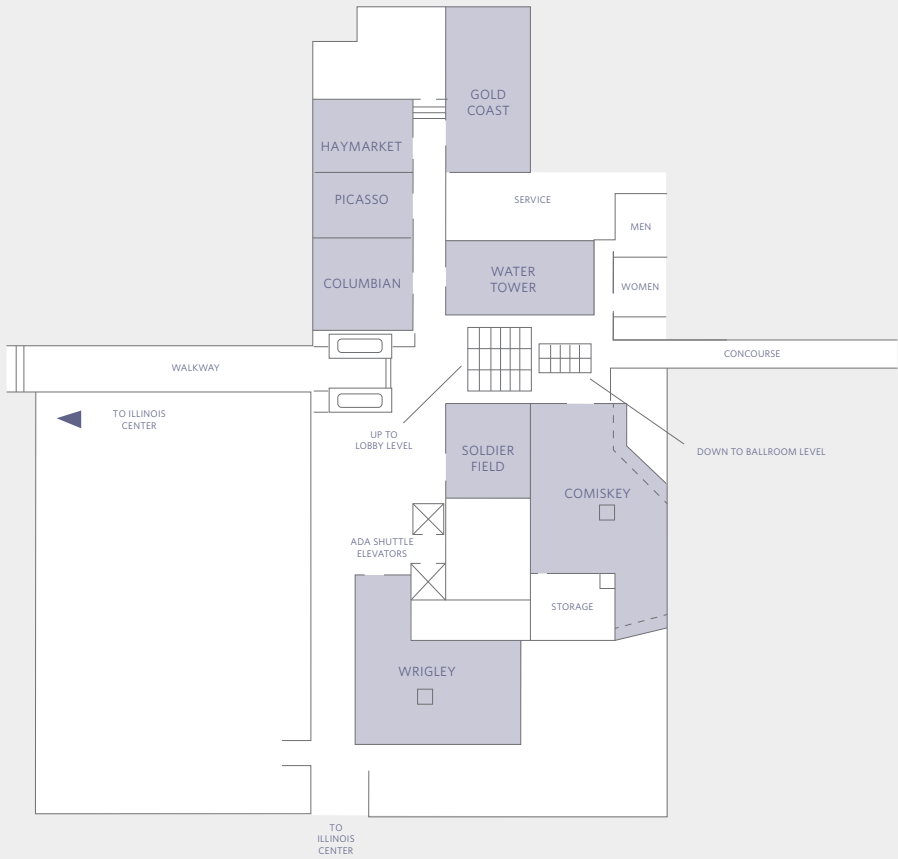 GOLD
COAST
HAYMARKET
PICASSO
SERVICE
MEN
WATER
TOWER
COLUMBIAN
WOMEN
CONCOURSE
WALKWAY
TO ILLINOIS
CENTER
UP TO
LOBBY LEVEL
SOLDIER
FIELD
DOWN TO BALLROOM LEVEL
COMISKEY
ADA SHUTTLE
ELEVATORS
STORAGE
WRIGLEY
TO
ILLINOIS
CENTER